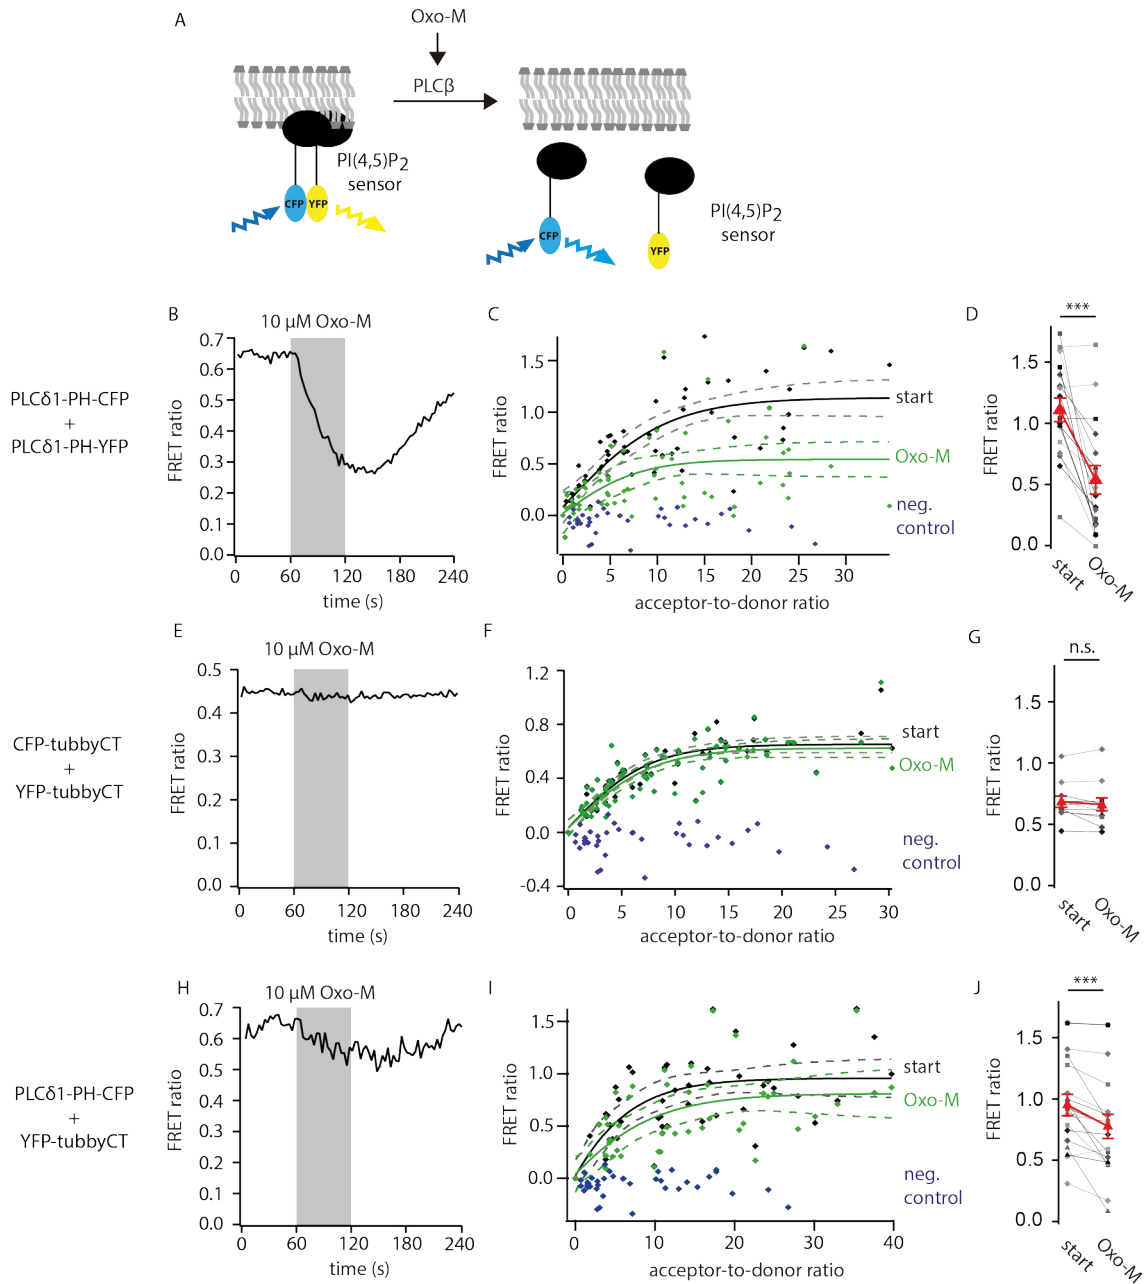 A
Oxo-M
PLCβ
PI(4,5)P2
sensor
CFP
YFP
CFP
YFP
PI(4,5)P2
sensor
PLCδ1-PH-CFP
+
PLCδ1-PH-YFP
B
10 µM Oxo-M
FRET ratio
0.7
0.6
0.5
0.4
0.3
0.2
0.1
0.0
0
60
120
180
240
time (s)
C
FRET ratio
1.5
1.0
0.5
0.0
start
Oxo-M
neg.
control
0
5
10
15
20
25
30
acceptor-to-donor ratio
D
***
FRET ratio
1.5
1.0
0.5
0.0
start
Oxo-M
CFP-tubbyCT
+
YFP-tubbyCT
E
10 µM Oxo-M
FRET ratio
0.5
0.4
0.3
0.2
0.1
0.0
0
60
120
180
240
time (s)
F
FRET ratio
1.2
0.8
0.4
0.0
-0.4
start
Oxo-M
neg.
control
0
5
10
15
20
25
30
acceptor-to-donor ratio
G
n.s.
FRET ratio
1.5
1.0
0.5
0.0
start
Oxo-M
PLCδ1-PH-CFP
+
YFP-tubbyCT
H
10 µM Oxo-M
FRET ratio
0.7
0.6
0.5
0.4
0.3
0.2
0.1
0.0
0
60
120
180
240
time (s)
I
FRET ratio
1.5
1.0
0.5
0.0
start
Oxo-M
neg.
control
0
10
20
30
40
acceptor-to-donor ratio
J
***
FRET ratio
1.5
1.0
0.5
0.0
start
Oxo-M